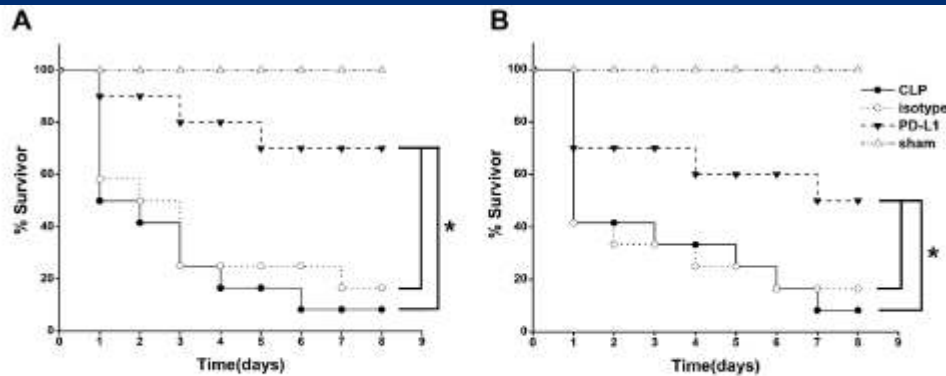 A
% Survivor
100
80
60
40
20
0
0 1 2 3 4 5 6 7 8 9
Time(days)
*
B
% Survivor
100
80
60
40
20
0
0 1 2 3 4 5 6 7 8 9
Time(days)
*
CLP
isotype
PD-L1
sham